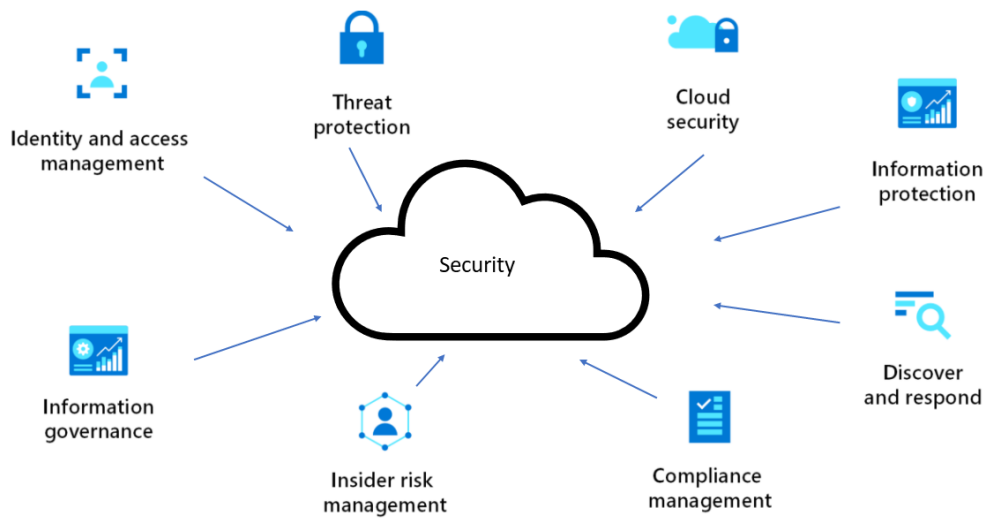 Identity and access
management
Threat
protection
Cloud
security
Information
protection
Security
Information
governance
Insider risk
management
Compliance
management
Discover
and respond